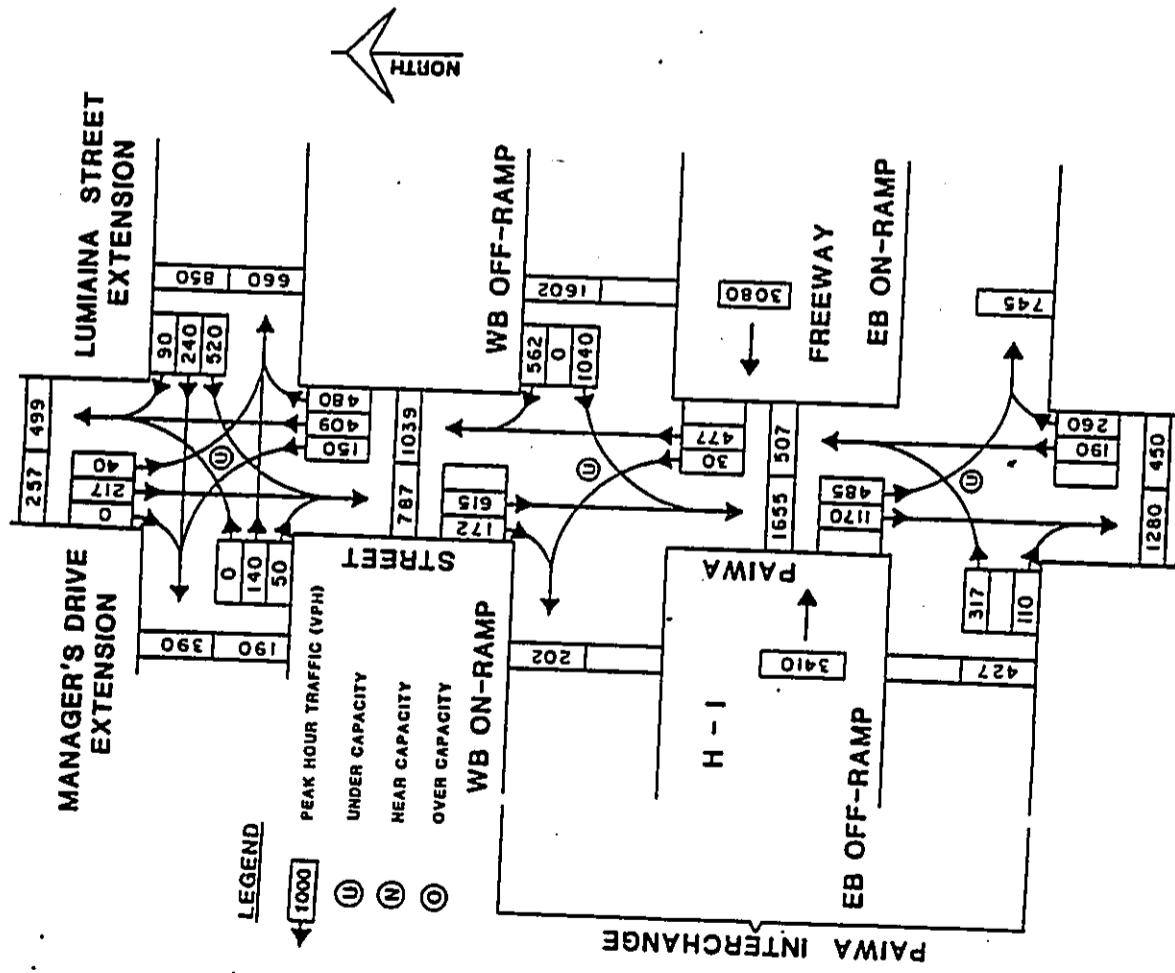 NORTH
LUMIAINA STREET
EXTENSION
499
257
850
660
90
240
520
40
217
0
U
480
409
150
MANAGER'S DRIVE
EXTENSION
0
140
50
390
190
1039
787
STREET
WB OFF-RAMP
1602
562
0
1040
615
172
U
477
30
WB ON-RAMP
202
3080
FREEWAY
507
1655
PAIWA
3410
H - 1
EB ON-RAMP
745
485
1170
U
260
190
EB OFF-RAMP
317
110
427
450
1280
PAIWA INTERCHANGE
LEGEND
1000 PEAK HOUR TRAFFIC (VPH)
U UNDER CAPACITY
N NEAR CAPACITY
O OVER CAPACITY